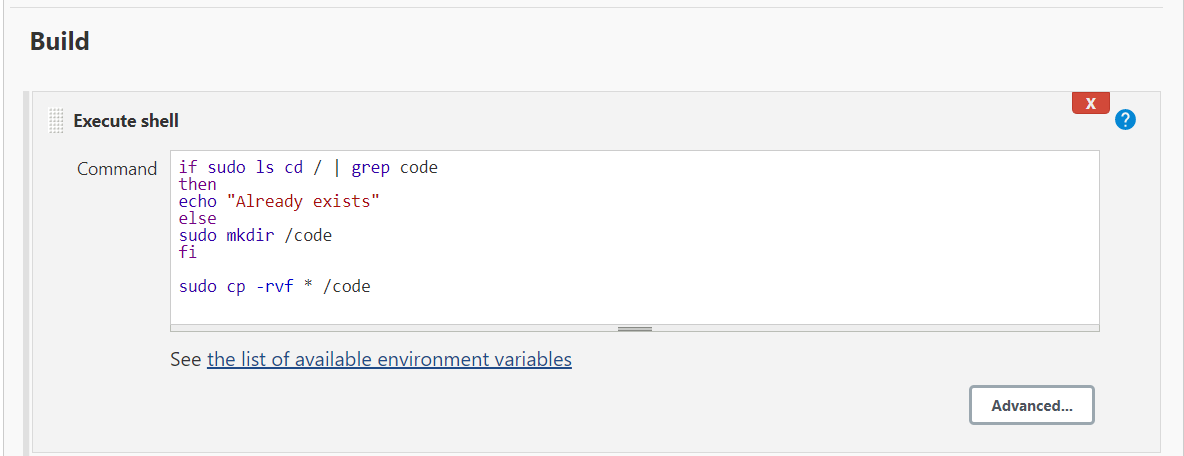 Build
X
Execute shell
?
Command
if sudo ls cd / | grep code
then
echo "Already exists"
else
sudo mkdir /code
fi
sudo cp -rvf * /code
See the list of available environment variables
Advanced...